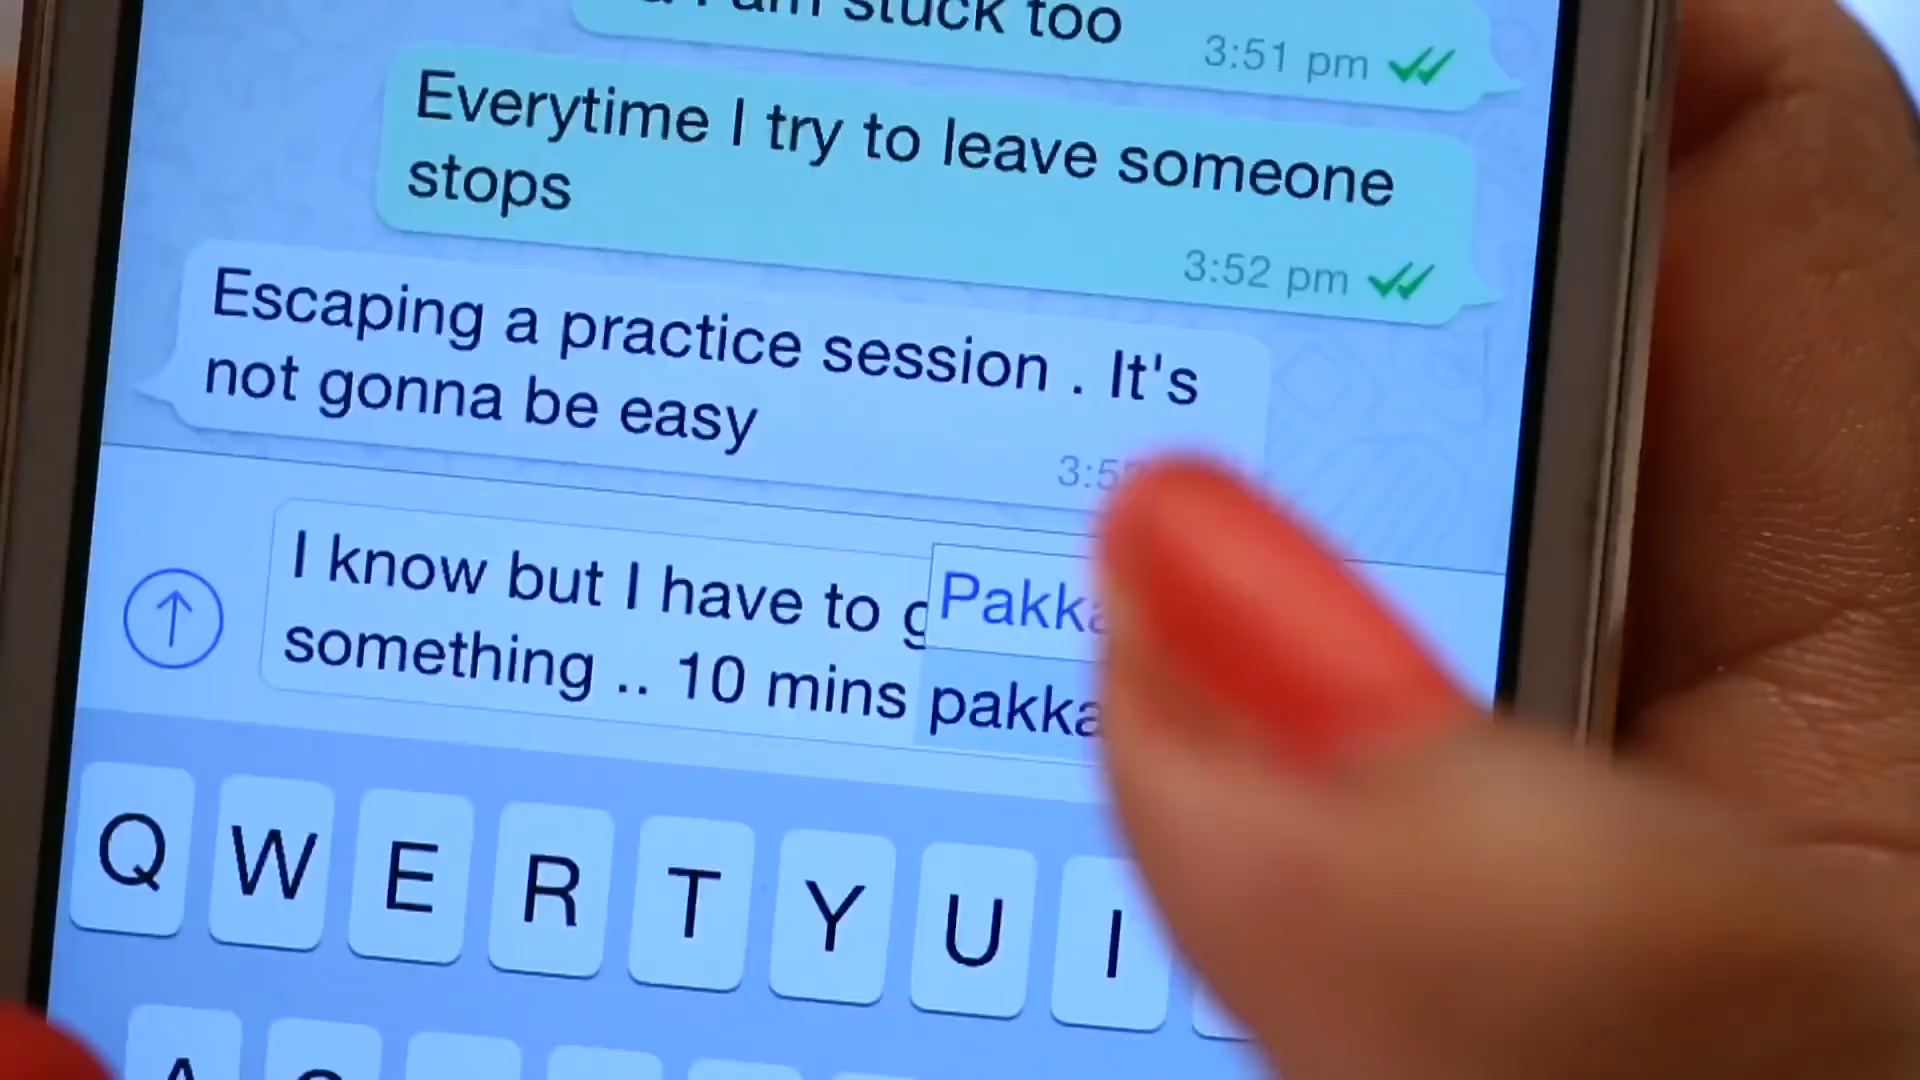 stuck too
3:51 pm
Everytime I try to leave someone
stops
3:52 pm
Escaping a practice session . It's
not gonna be easy
I know but I have to
something .. 10 mins pakka
Pakka
Q W E R T Y U I